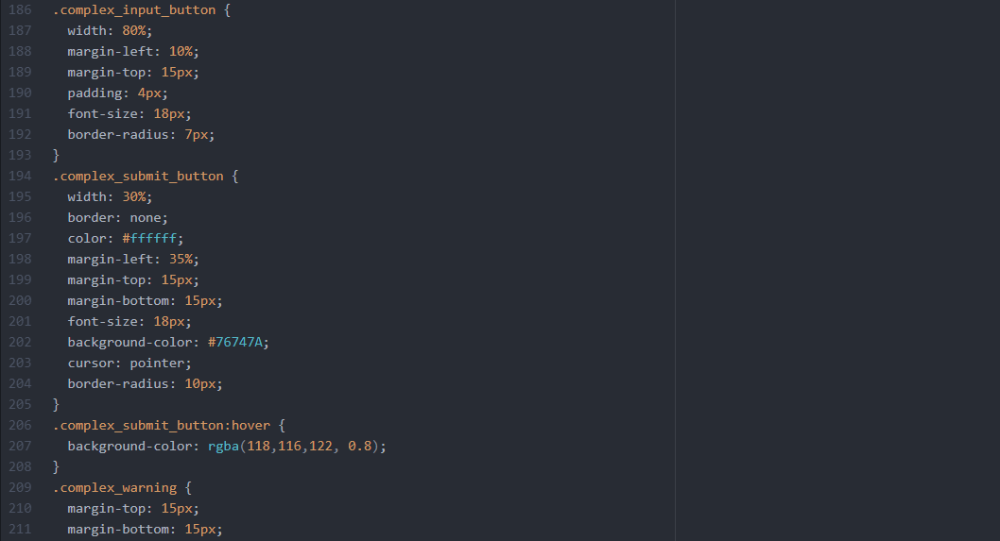 186 .complex_input_button {
187   width: 80%;
188   margin-left: 10%;
189   margin-top: 15px;
190   padding: 4px;
191   font-size: 18px;
192   border-radius: 7px;
193 }
194 .complex_submit_button {
195   width: 30%;
196   border: none;
197   color: #ffffff;
198   margin-left: 35%;
199   margin-top: 15px;
200   margin-bottom: 15px;
201   font-size: 18px;
202   background-color: #76747A;
203   cursor: pointer;
204   border-radius: 10px;
205 }
206 .complex_submit_button:hover {
207   background-color: rgba(118,116,122, 0.8);
208 }
209 .complex_warning {
210   margin-top: 15px;
211   margin-bottom: 15px;